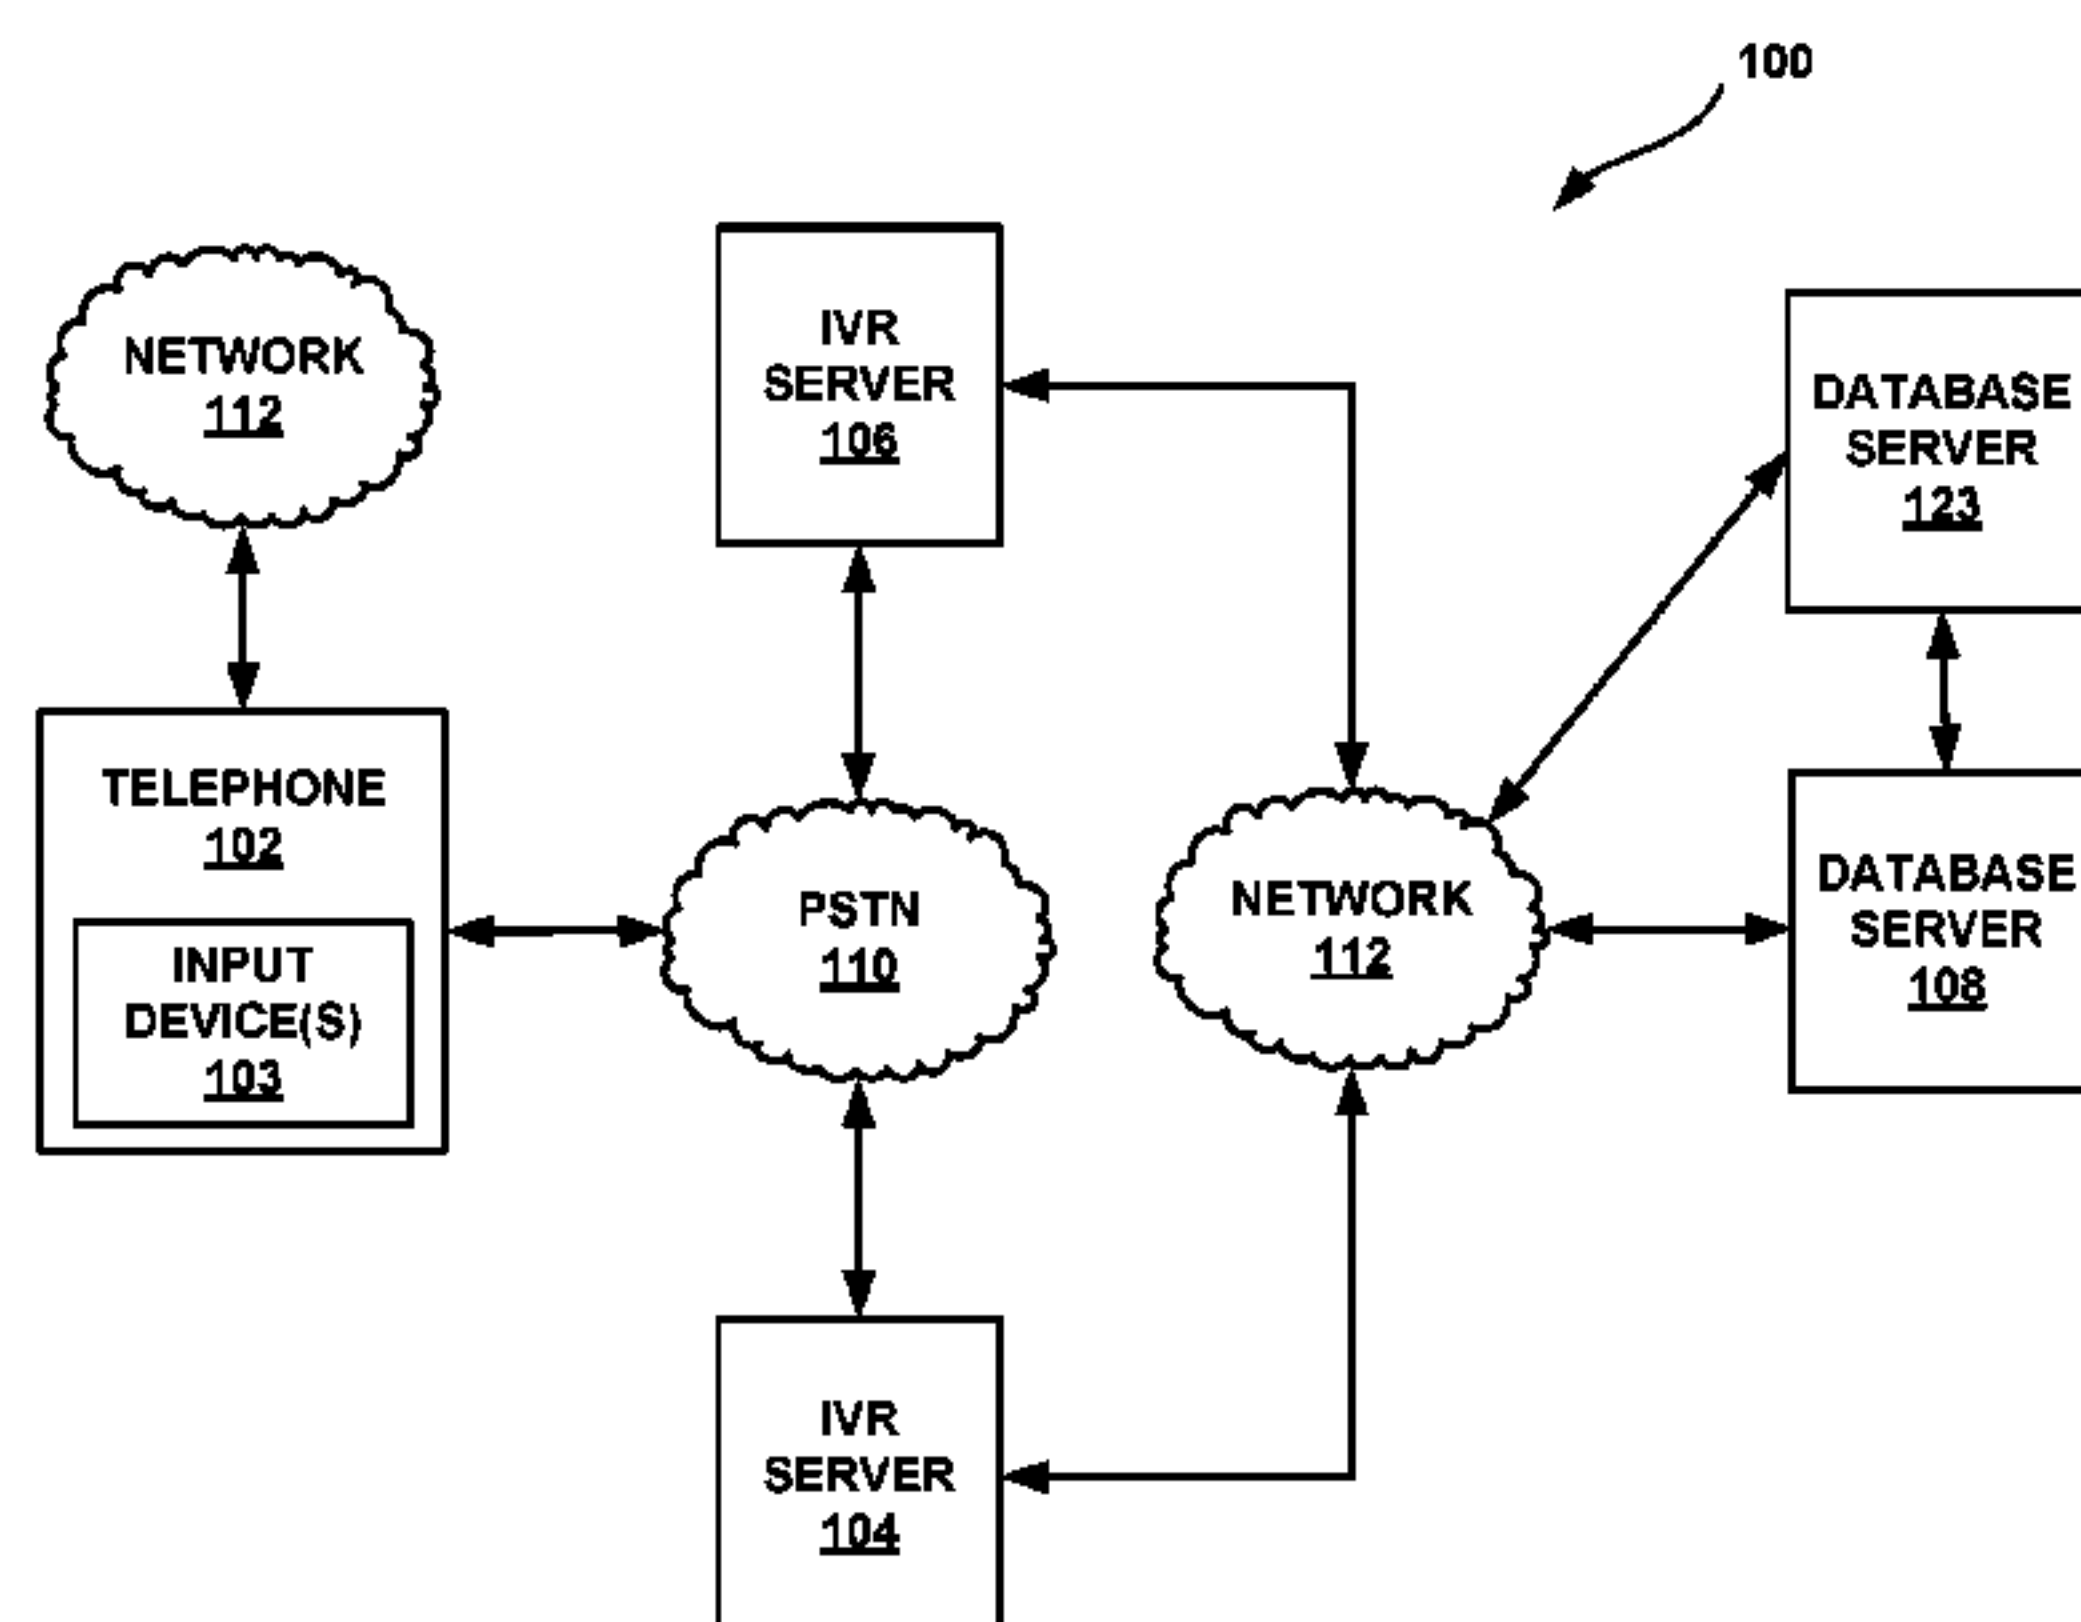 100
NETWORK
112
IVR
SERVER
106
DATABASE
SERVER
123
TELEPHONE
102
INPUT
DEVICE(S)
103
PSTN
110
NETWORK
112
DATABASE
SERVER
108
IVR
SERVER
104